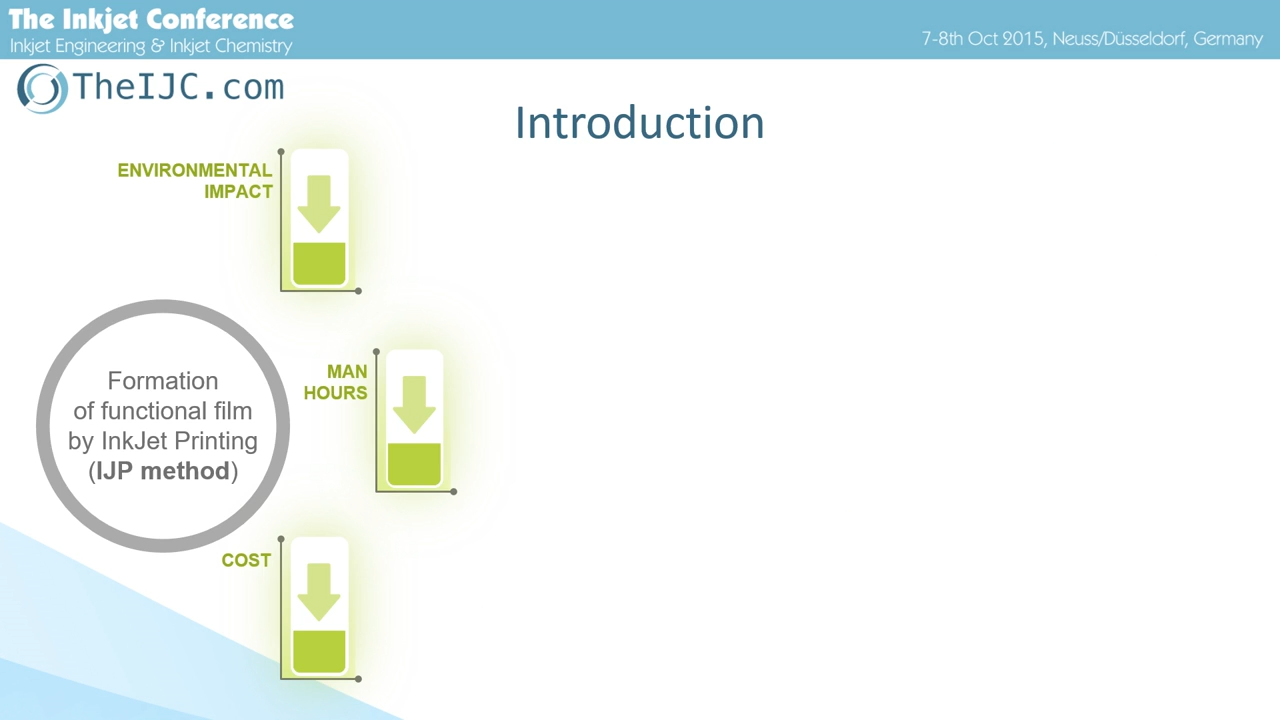 The Inkjet Conference
Inkjet Engineering & Inkjet Chemistry
7-8th Oct 2015, Neuss/Düsseldorf, Germany
TheIJC.com
Introduction
ENVIRONMENTAL
IMPACT
MAN
HOURS
Formation
of functional film
by InkJet Printing
(IJP method)
COST